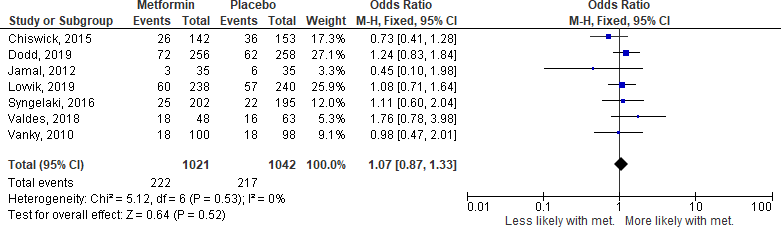 Metformin Placebo Odds Ratio Odds Ratio
Study or Subgroup Events Total Events Total Weight M-H, Fixed, 95% CI M-H, Fixed, 95% CI
Chiswick, 2015 26 142 36 153 17.3% 0.73 [0.41, 1.28]
Dodd, 2019 72 256 62 258 27.9% 1.24 [0.83, 1.84]
Jamal, 2012 3 35 6 35 3.5% 0.45 [0.10, 1.98]
Lowik, 2019 60 238 57 240 26.9% 1.08 [0.71, 1.64]
Syngelaki, 2016 25 202 22 195 11.5% 1.11 [0.60, 2.04]
Valdes, 2018 18 48 16 63 5.3% 1.76 [0.78, 3.98]
Vanky, 2010 18 100 18 98 9.1% 0.98 [0.47, 2.01]
Total (95% CI) 1021 1042 100.0% 1.07 [0.87, 1.33]
Total events 222 217
Heterogeneity: Chi² = 5.12, df = 6 (P = 0.53); I² = 0%
Test for overall effect: Z = 0.64 (P = 0.52)
0.01 0.1 1 10 100
Less likely with met. More likely with met.